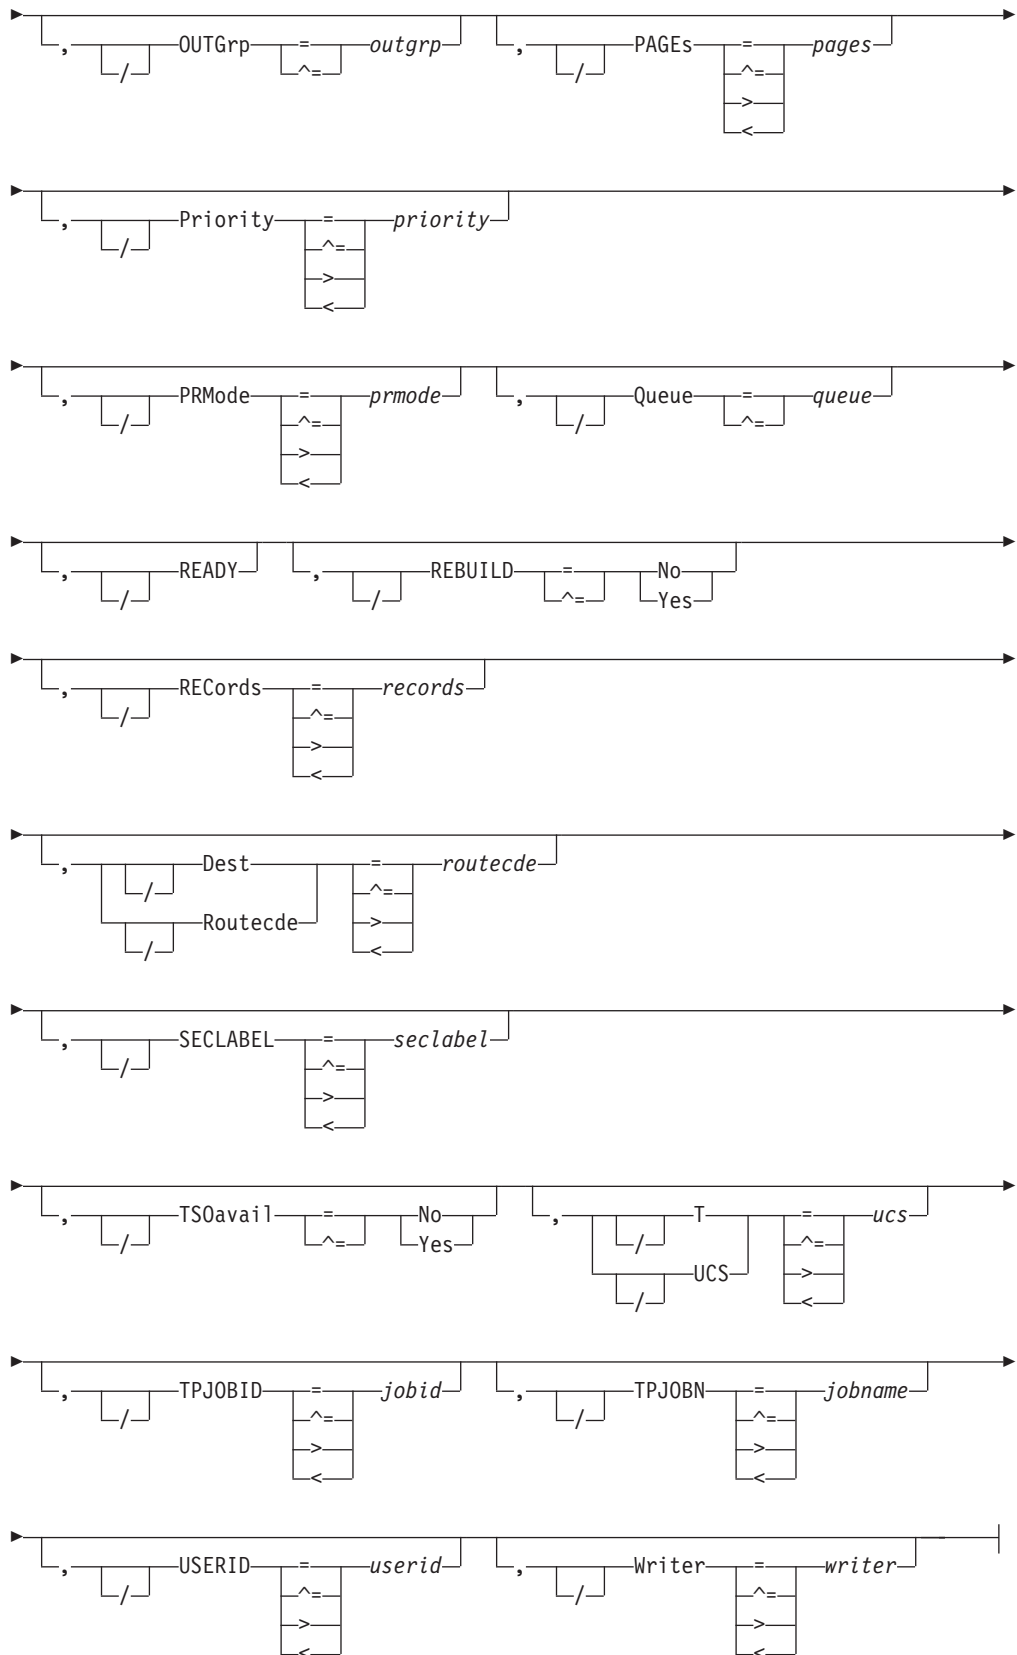 , / OUTGrp = outgrp , / PAGEs = pages
^= ^=
>
<
, / Priority = priority
^=
>
<
, / PRMode = prmode , / Queue = queue
^= ^=
>
<
, / READY , / REBUILD = No
^= Yes
, / RECords = records
^=
>
<
, / Dest = routecde
^=
/ Routecde >
<
, / SECLABEL = seclabel
^=
>
<
, / TSOavail = No , / T = ucs
^= Yes ^=
/ UCS >
<
, / TPJOBID = jobid , / TPJOBN = jobname
^= ^=
> >
< <
, / USERID = userid , / Writer = writer
^= ^=
> >
< <